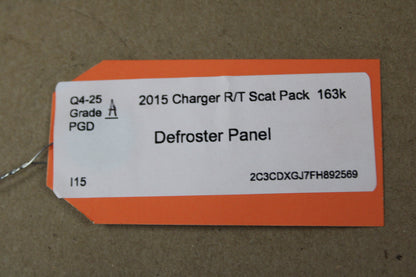 Q4-25
Grade A
PGD
2015 Charger R/T Scat Pack 163k
Defroster Panel
I15
2C3CDXGJ7FH892569